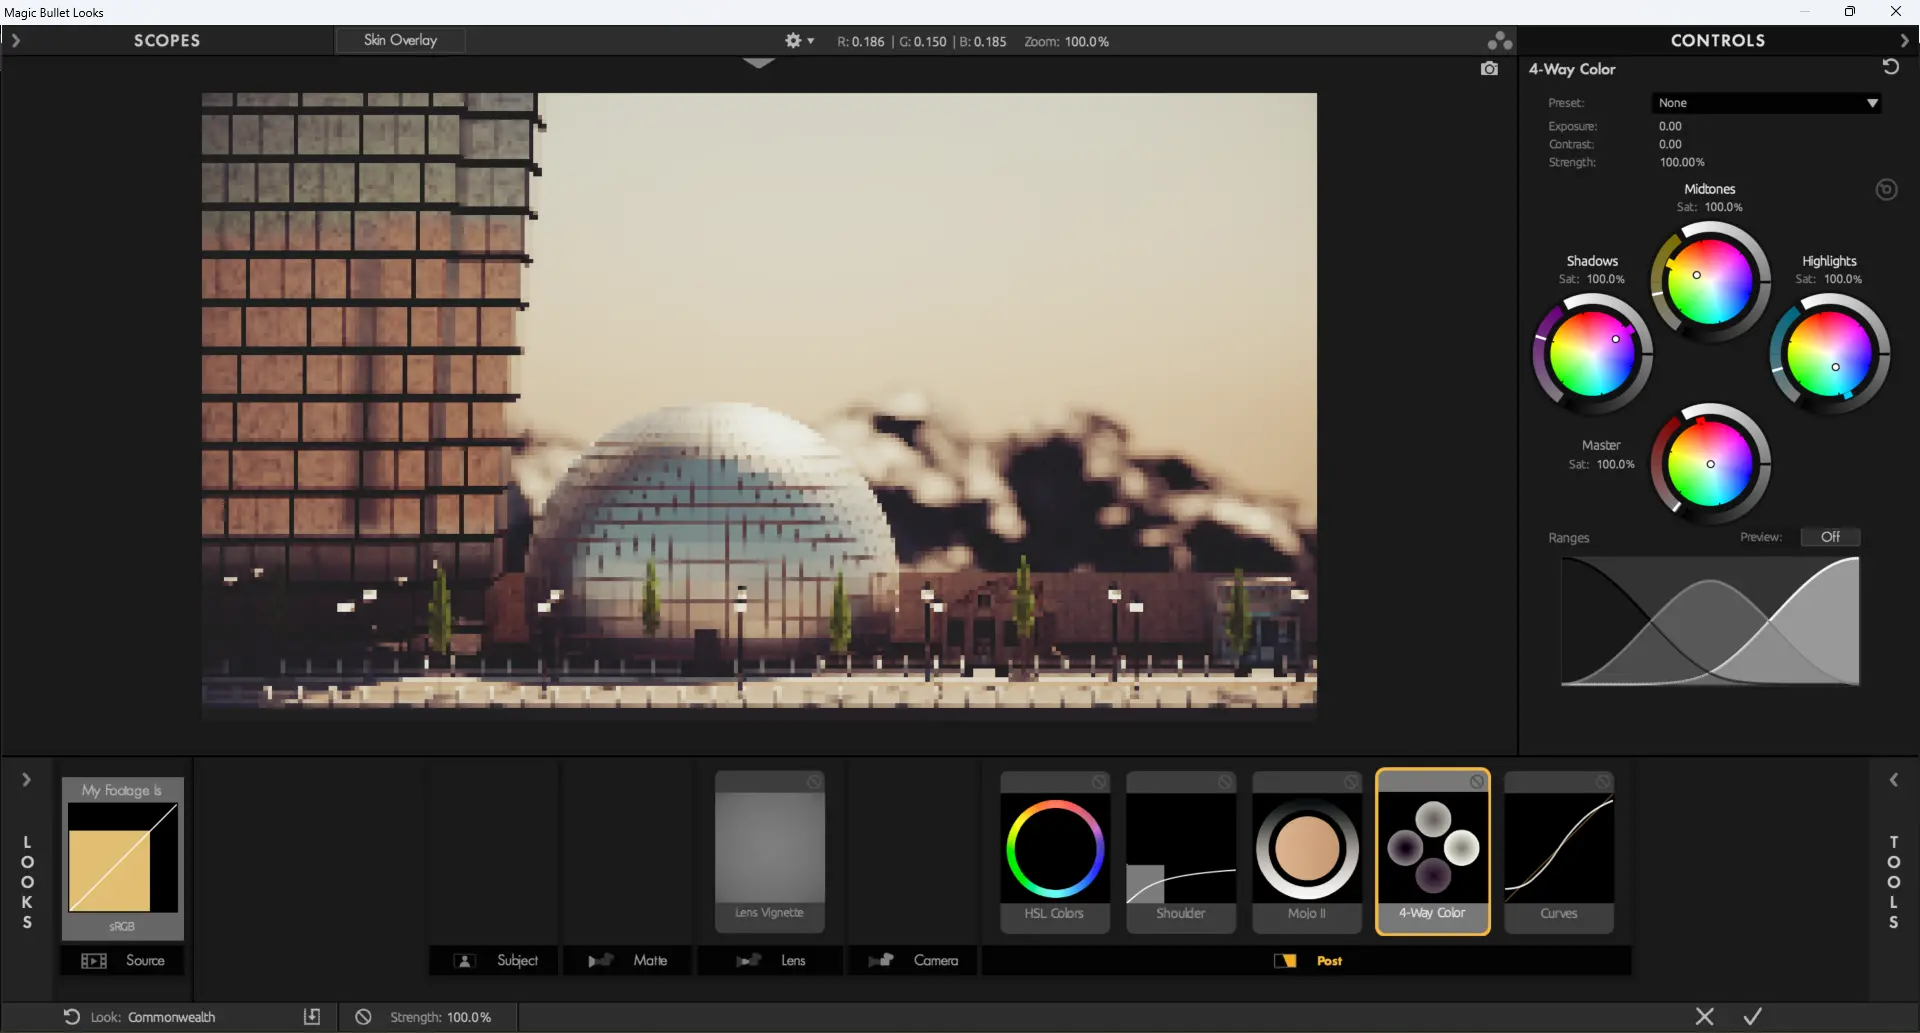 Magic Bullet Looks
SCOPES
Skin Overlay
R: 0.186 | G: 0.150 | B: 0.185 Zoom: 100.0%
CONTROLS
4-Way Color
Preset: None
Exposure: 0.00
Contrast: 0.00
Strength: 100.00%
Midtones
Sat: 100.0%
Shadows
Sat: 100.0%
Highlights
Sat: 100.0%
Master
Sat: 100.0%
Ranges
Preview: Off
LOOKS
My Footage Is
sRGB
Source
Lens Vignette
HSL Colors
Shoulder
Mojo II
4-Way Color
Curves
Subject
Matte
Lens
Camera
Post
TOOLS
Look: Commonwealth
Strength: 100.0%